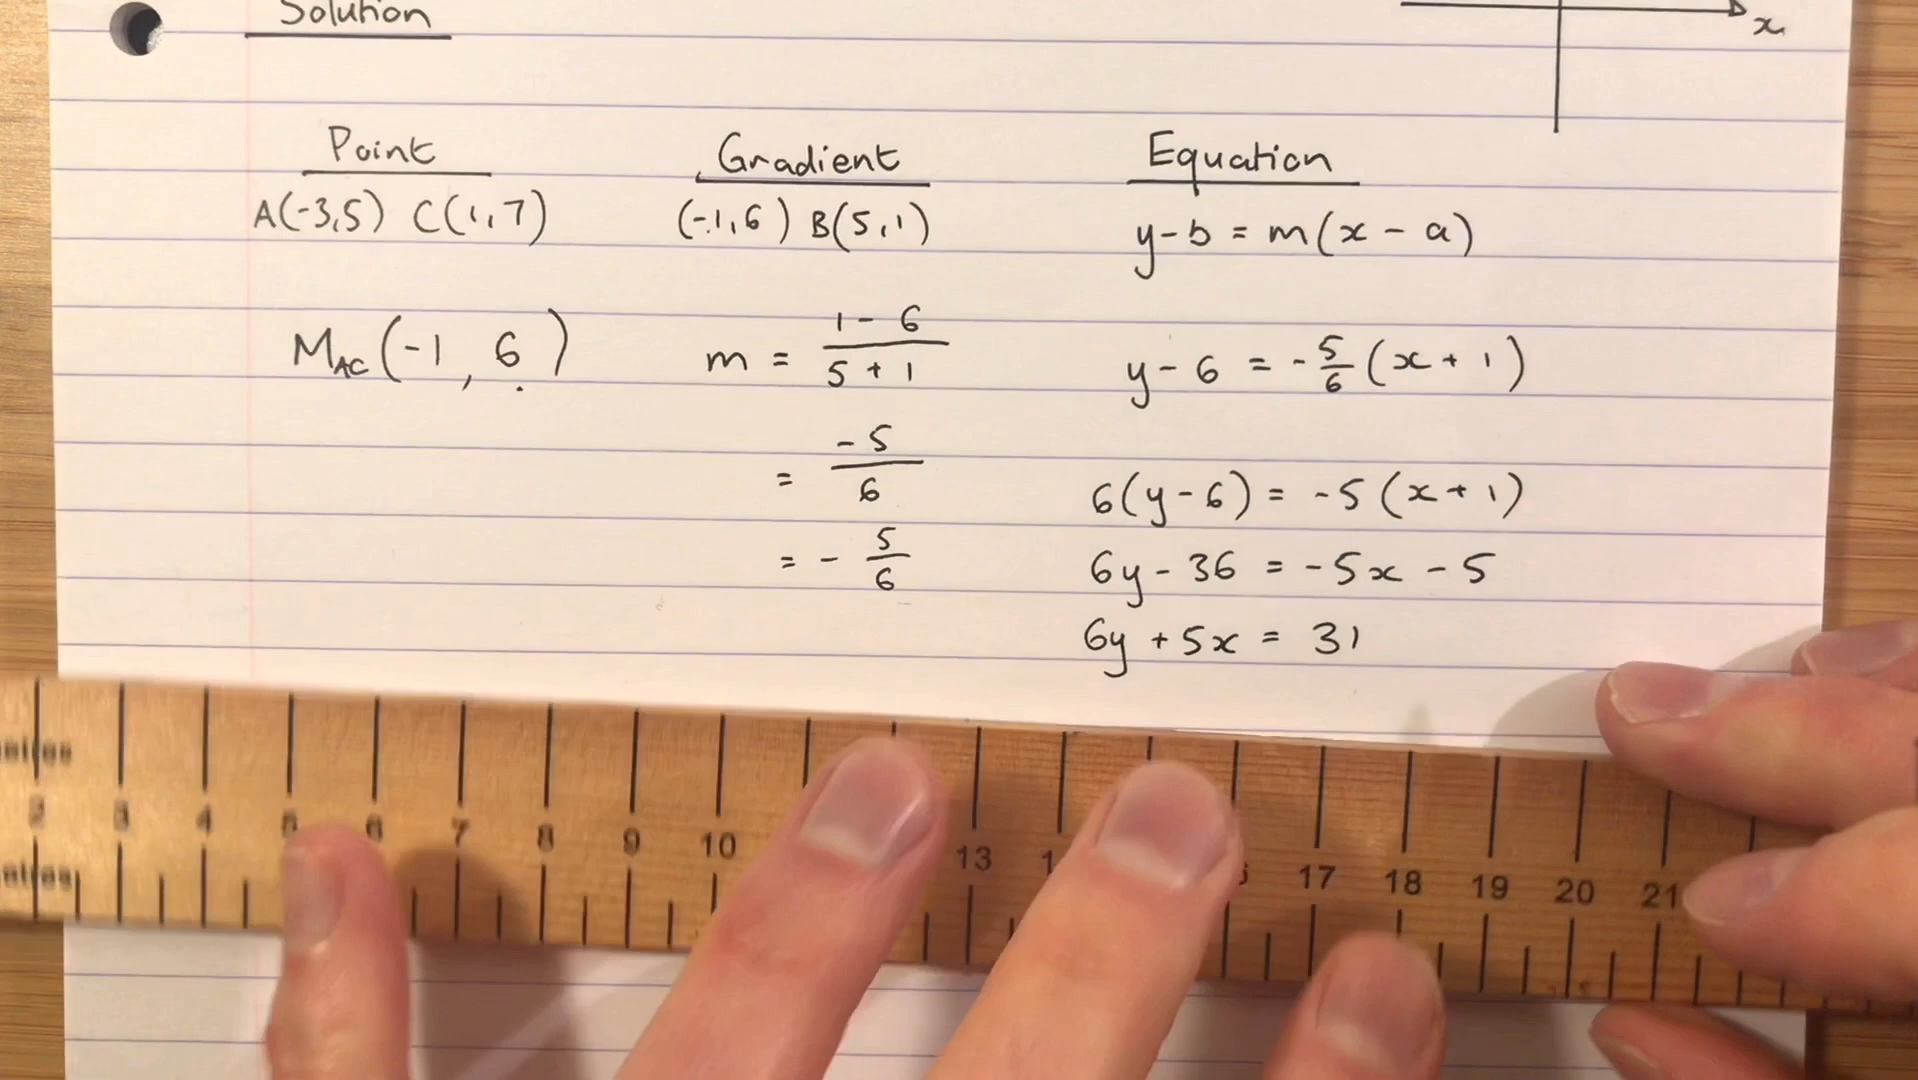 Solution
x
Point
A(-3,5) C(1,7)
M_AC(-1, 6)
Gradient
(-1,6) B(5,1)
m = (1-6)/(5+1)
= -5/6
= - 5/6
Equation
y-b = m(x-a)
y-6 = -5/6(x+1)
6(y-6) = -5(x+1)
6y-36 = -5x-5
6y+5x = 31
2 3 4 5 6 7 8 9 10 13 17 18 19 20 21